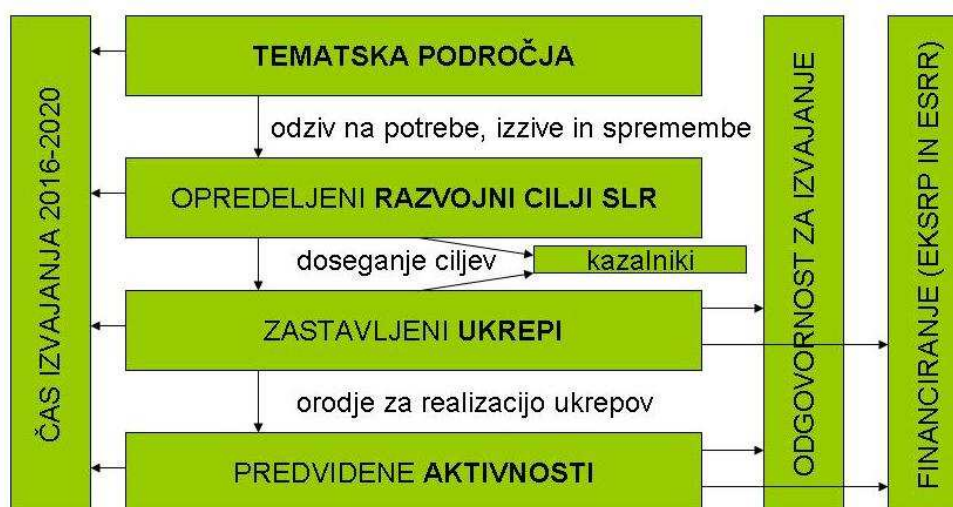 ČAS IZVAJANJA 2016-2020
TEMATSKA PODROČJA
odziv na potrebe, izzive in spremembe
OPREDELJENI RAZVOJNI CILJI SLR
doseganje ciljev
kazalniki
ZASTAVLJENI UKREPI
orodje za realizacijo ukrepov
PREDVIDENE AKTIVNOSTI
ODGOVORNOST ZA IZVAJANJE
FINANCIRANJE (EKSRP IN ESRR)